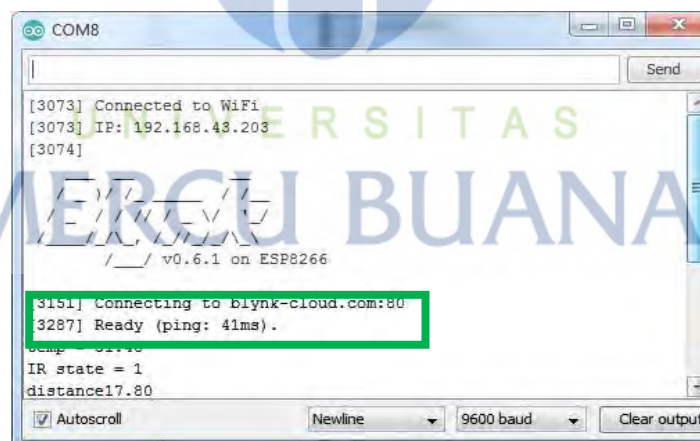 COM8
Send
[3073] Connected to WiFi
[3073] IP: 192.168.43.203
UNIVERSITAS
[3074]
MERCU BUANA
v0.6.1 on ESP8266
[3151] Connecting to blynk-cloud.com:80
[3287] Ready (ping: 41ms).
IR state = 1
distance17.80
Autoscroll
Newline
9600 baud
Clear output